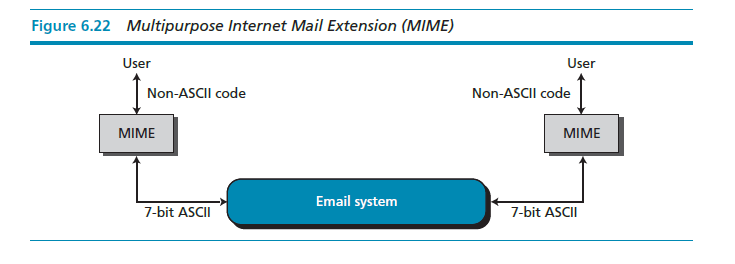 Figure 6.22 Multipurpose Internet Mail Extension (MIME)
User User
Non-ASCII code Non-ASCII code
MIME MIME
Email system
7-bit ASCII 7-bit ASCII